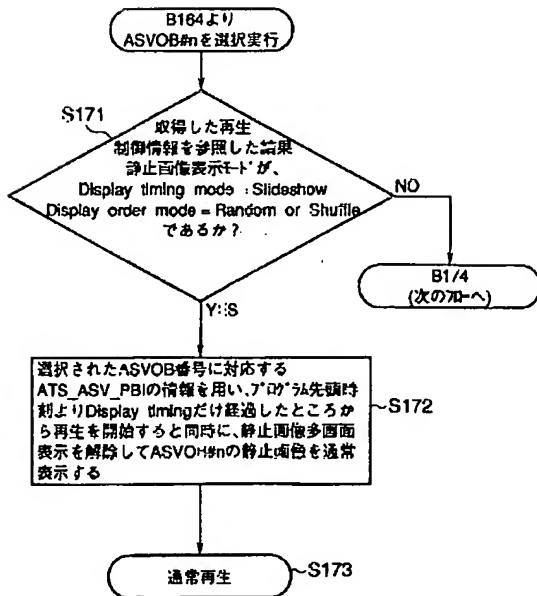 B164より
ASVOB#nを選択実行
S171
取得した再生
制御情報を参照した結果
静止画像表示モードが、
Display timing mode :Slideshow
Display order mode = Random or Shuffle
であるか?
NO
B1/4
(次のフローへ)
Y:ES
選択されたASVOB番号に対応する
ATS_ASV_PBIの情報を用い、プログラム先頭時
刻よりDisplay timingだけ経過したところか
ら再生を開始すると同時に、静止画像多画面
表示を解除してASVOB#nの静止画像を通常
表示する
S172
通常再生
S173